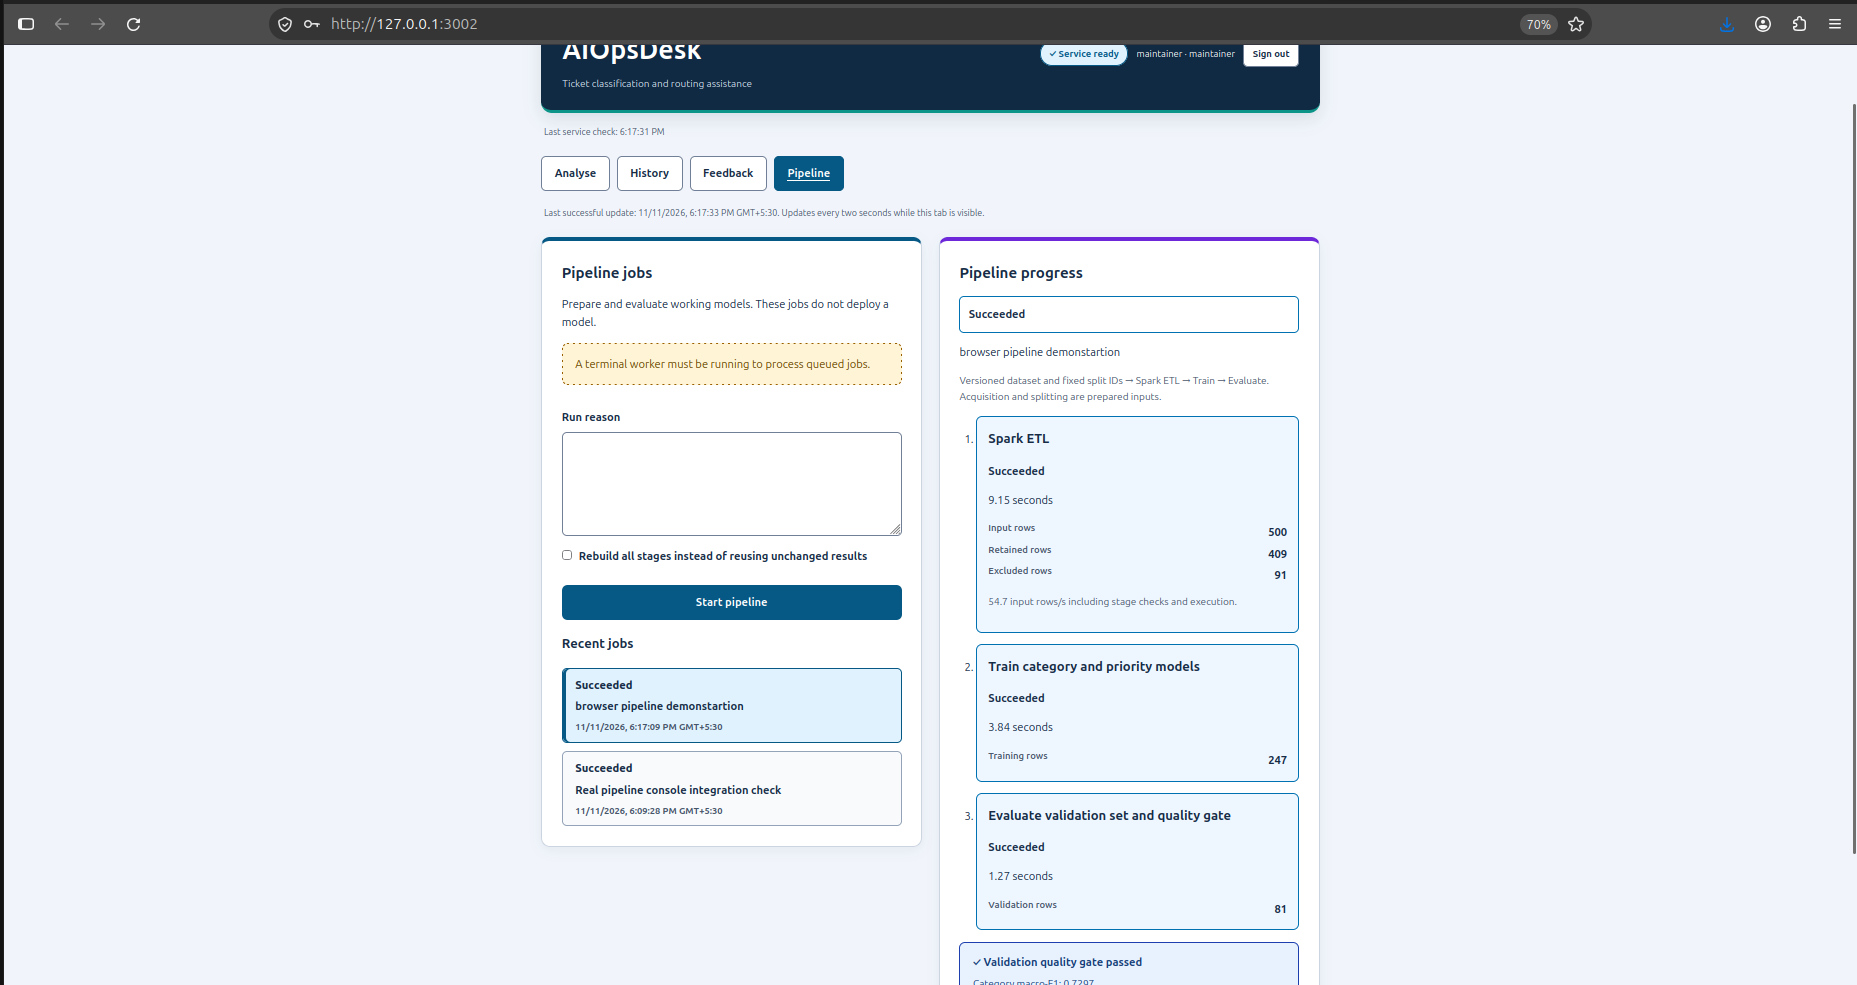 http://127.0.0.1:3002
70%
AIOpsDesk
✓ Service ready
maintainer · maintainer
Sign out
Ticket classification and routing assistance
Last service check: 6:17:31 PM
Analyse
History
Feedback
Pipeline
Last successful update: 11/11/2026, 6:17:33 PM GMT+5:30. Updates every two seconds while this tab is visible.
Pipeline jobs
Prepare and evaluate working models. These jobs do not deploy a
model.
A terminal worker must be running to process queued jobs.
Run reason
Rebuild all stages instead of reusing unchanged results
Start pipeline
Recent jobs
Succeeded
browser pipeline demonstartion
11/11/2026, 6:17:09 PM GMT+5:30
Succeeded
Real pipeline console integration check
11/11/2026, 6:09:28 PM GMT+5:30
Pipeline progress
Succeeded
browser pipeline demonstartion
Versioned dataset and fixed split IDs → Spark ETL → Train → Evaluate.
Acquisition and splitting are prepared inputs.
1. Spark ETL
Succeeded
9.15 seconds
Input rows 500
Retained rows 409
Excluded rows 91
54.7 input rows/s including stage checks and execution.
2. Train category and priority models
Succeeded
3.84 seconds
Training rows 247
3. Evaluate validation set and quality gate
Succeeded
1.27 seconds
Validation rows 81
✓ Validation quality gate passed
Category macro-F1: 0.7297